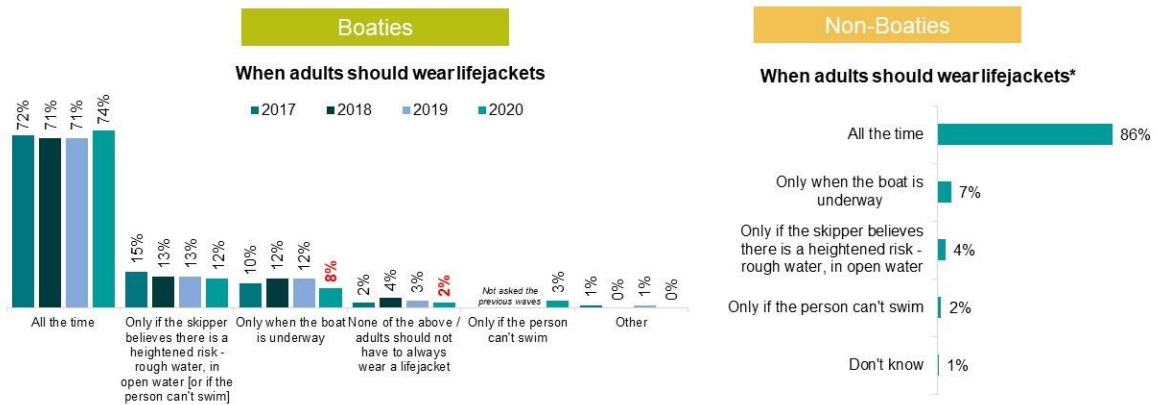 Boaties
When adults should wear lifejackets
2017 2018 2019 2020
72% 71% 71% 74%
15% 13% 13% 12%
10% 12% 12% 8%
2% 4% 3% 2%
Not asked the
previous waves
3%
1% 0% 1% 0%
All the time
Only if the skipper
believes there is a
heightened risk -
rough water, in
open water [or if the
person can't swim]
Only when the boat
is underway
None of the above /
adults should not
have to always
wear a lifejacket
Only if the person
can't swim
Other
Non-Boaties
When adults should wear lifejackets*
All the time 86%
Only when the boat is
underway 7%
Only if the skipper believes
there is a heightened risk -
rough water, in open water 4%
Only if the person can't swim 2%
Don't know 1%